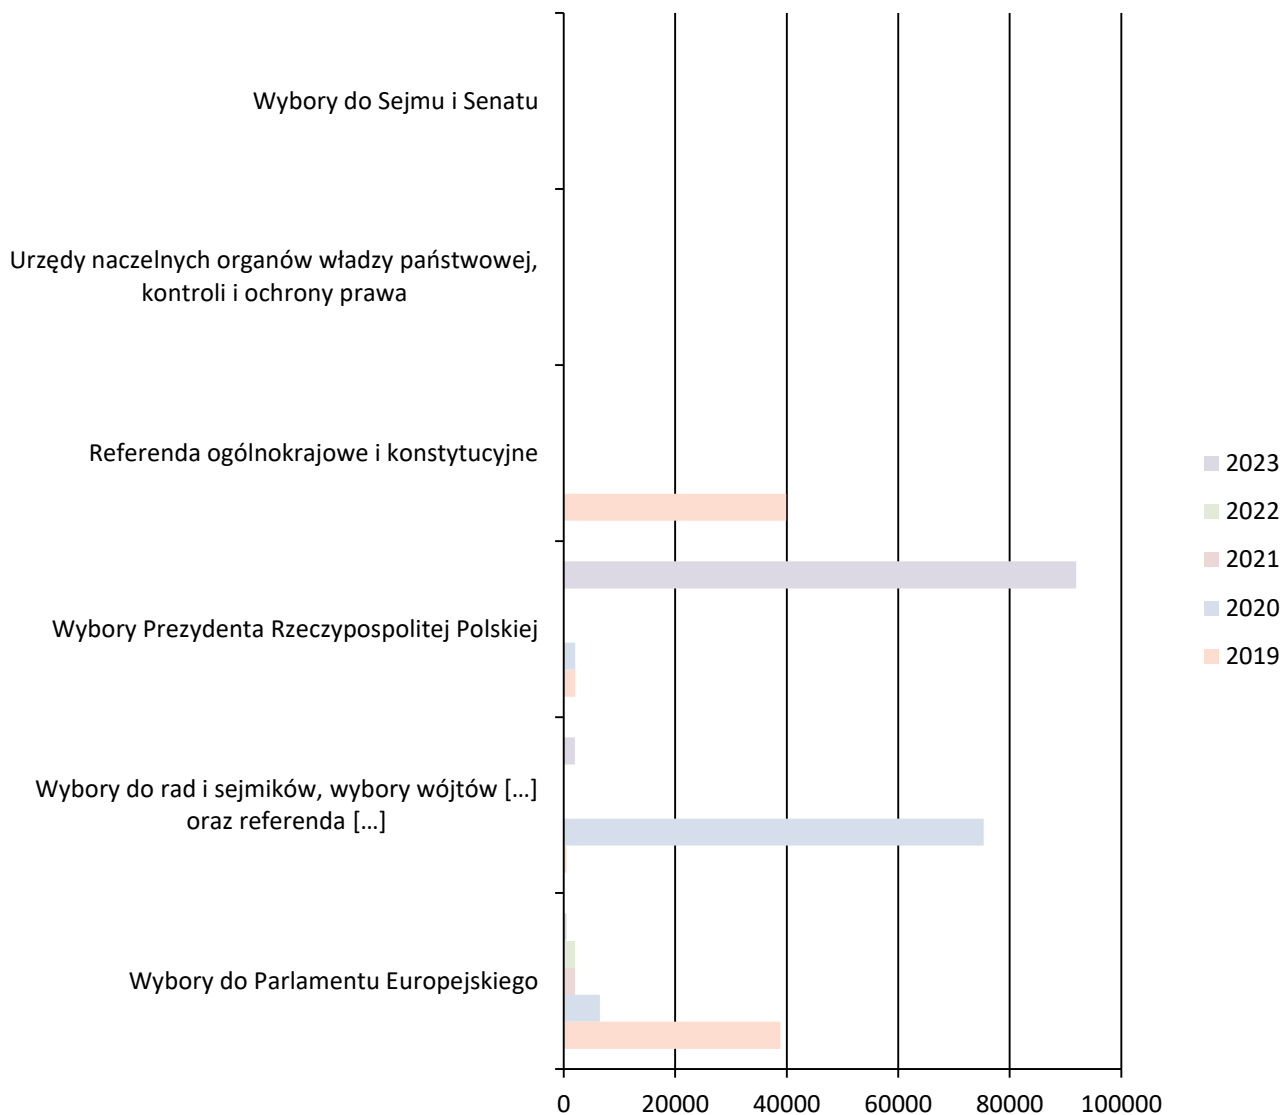 Wybory do Sejmu i Senatu
Urzędy naczelnych organów władzy państwowej,
kontroli i ochrony prawa
Referenda ogólnokrajowe i konstytucyjne
Wybory Prezydenta Rzeczypospolitej Polskiej
Wybory do rad i sejmików, wybory wójtów [...]
oraz referenda [...]
Wybory do Parlamentu Europejskiego
0 20000 40000 60000 80000 100000
2023
2022
2021
2020
2019